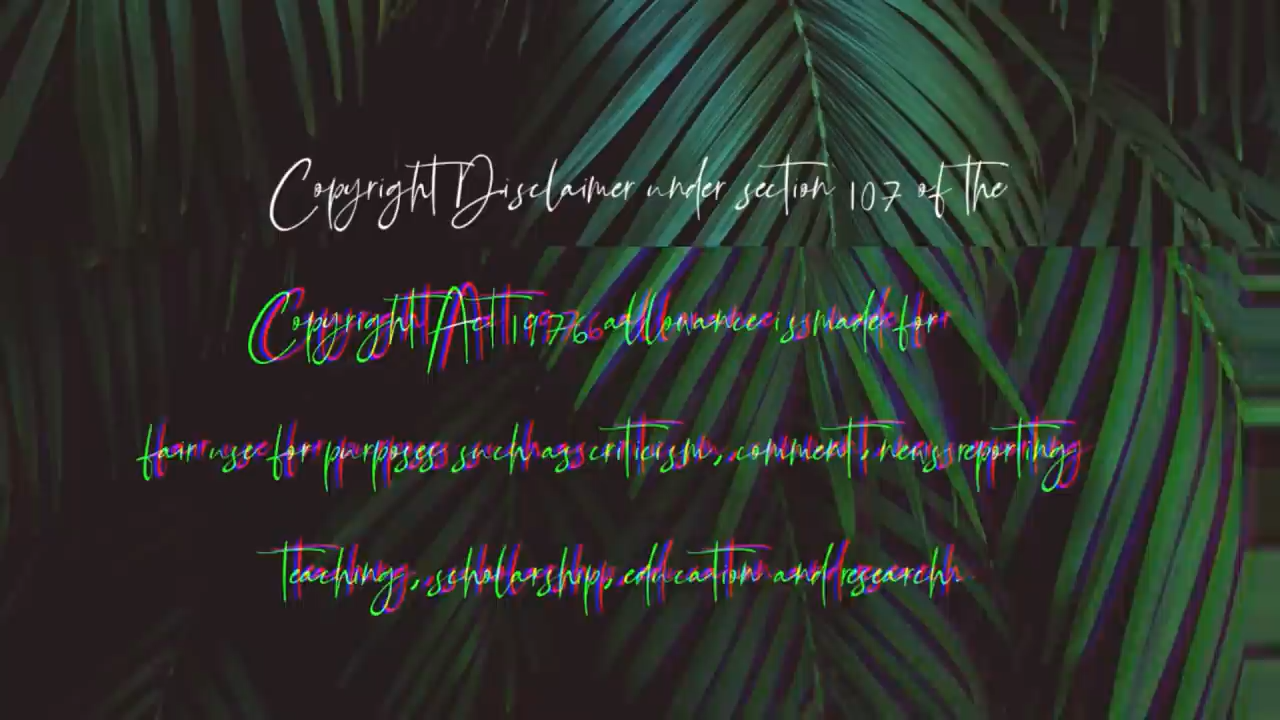 Copyright Disclaimer under section 107 of the
Copyright Act 1976 allowance is made for
fair use for purposes such as criticism, comment, news reporting
teaching, scholarship, education and research